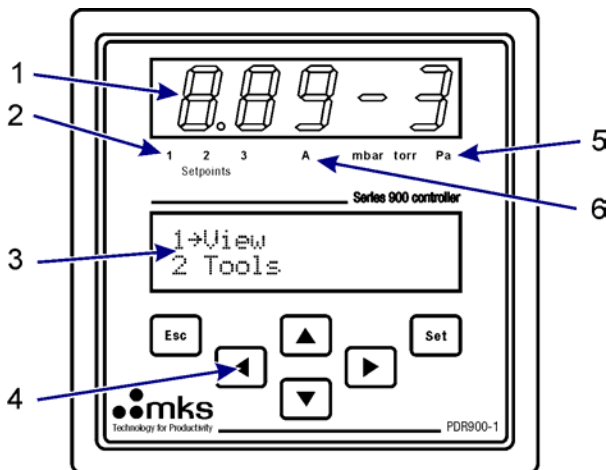 8.89-3
1
2
1 2 3 A mbar torr Pa
Setpoints
5
6
Series 900 controller
3
1→View
2 Tools
Esc
Set
4
mks
Technology for Productivity
PDR900-1